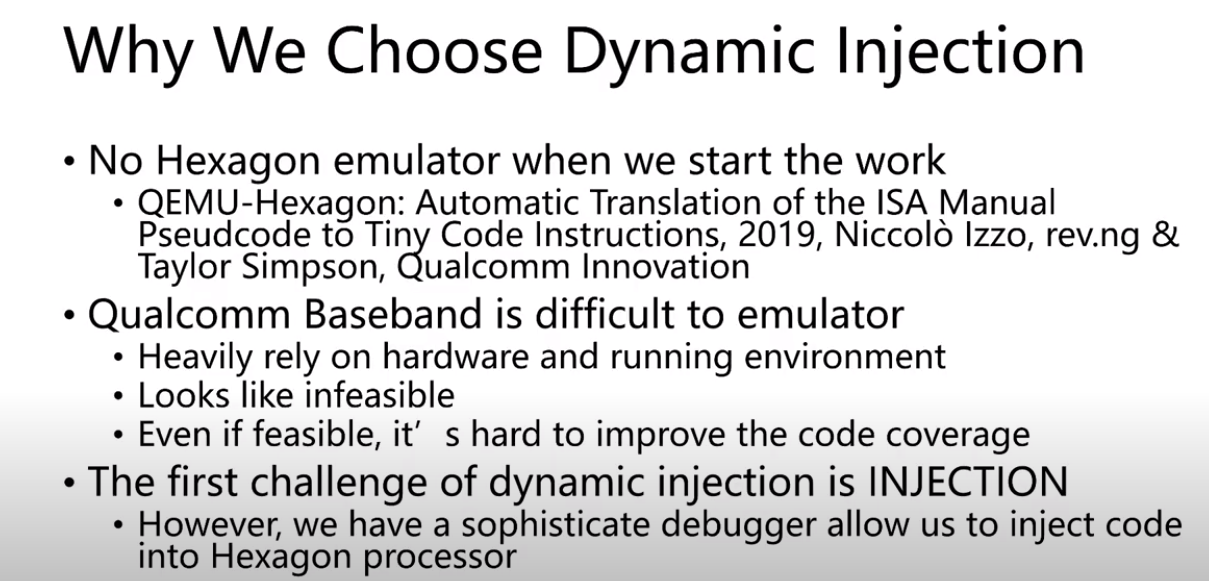 Why We Choose Dynamic Injection
• No Hexagon emulator when we start the work
• QEMU-Hexagon: Automatic Translation of the ISA Manual
Pseudcode to Tiny Code Instructions, 2019, Niccolò Izzo, rev.ng &
Taylor Simpson, Qualcomm Innovation
• Qualcomm Baseband is difficult to emulator
• Heavily rely on hardware and running environment
• Looks like infeasible
• Even if feasible, it’s hard to improve the code coverage
• The first challenge of dynamic injection is INJECTION
• However, we have a sophisticate debugger allow us to inject code
into Hexagon processor